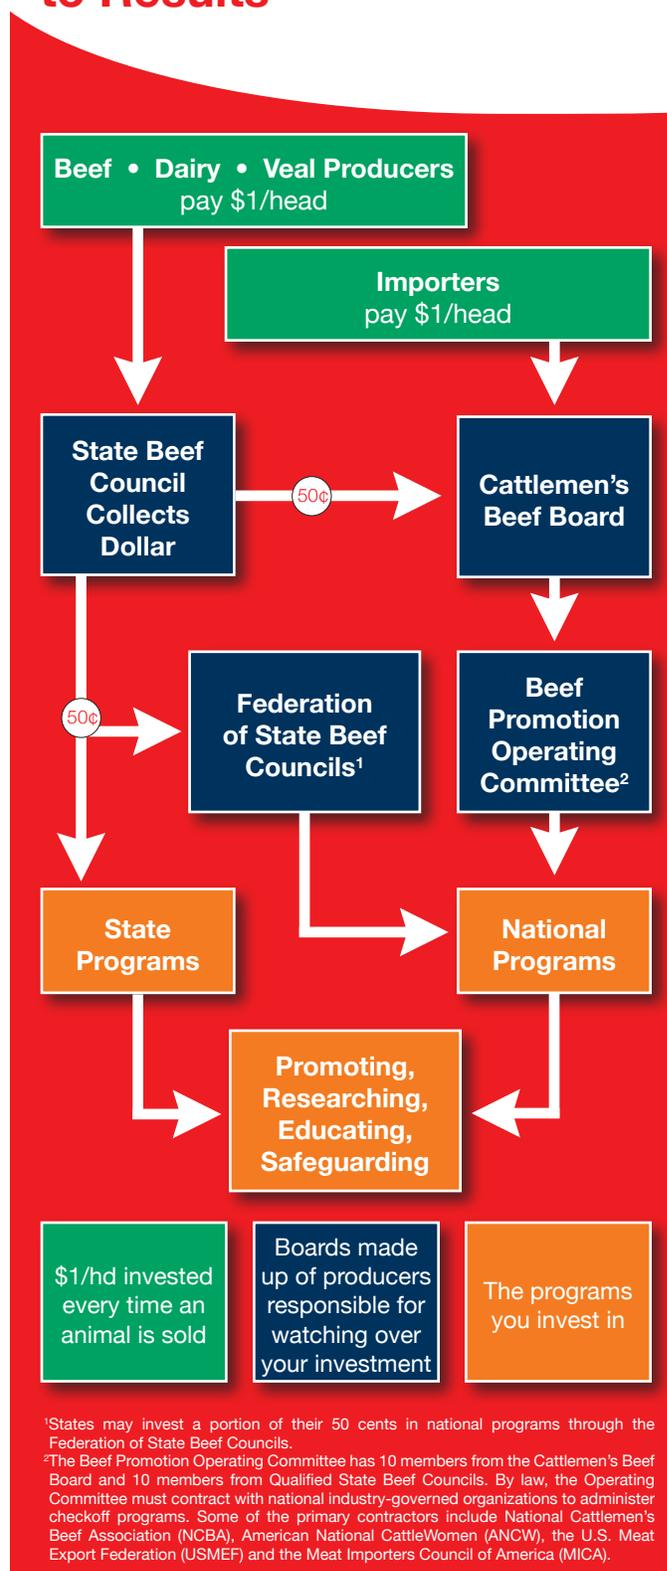 to Results
Beef • Dairy • Veal Producers
pay $1/head
Importers
pay $1/head
State Beef
Council
Collects
Dollar
50¢
Cattlemen's
Beef Board
50¢
Federation
of State Beef
Councils¹
Beef
Promotion
Operating
Committee²
State
Programs
National
Programs
Promoting,
Researching,
Educating,
Safeguarding
$1/hd invested
every time an
animal is sold
Boards made
up of producers
responsible for
watching over
your investment
The programs
you invest in
¹States may invest a portion of their 50 cents in national programs through the
Federation of State Beef Councils.
²The Beef Promotion Operating Committee has 10 members from the Cattlemen's Beef
Board and 10 members from Qualified State Beef Councils. By law, the Operating
Committee must contract with national industry-governed organizations to administer
checkoff programs. Some of the primary contractors include National Cattlemen's
Beef Association (NCBA), American National CattleWomen (ANCW), the U.S. Meat
Export Federation (USMEF) and the Meat Importers Council of America (MICA).